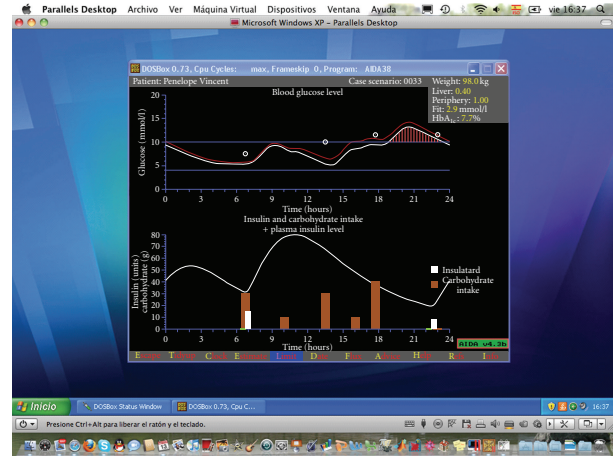 Parallels Desktop Archivo Ver Máquina Virtual Dispositivos Ventana Ayuda vie 16:37
Microsoft Windows XP – Parallels Desktop
DOSBox 0.73, Cpu Cycles: max, Frameskip 0, Program: AIDA38
Patient: Penelope Vincent Case scenario: 0033 Weight: 98.0 kg
Liver: 0.40
Periphery: 1.00
Fit: 2.9 mmol/l
HbA1c: 7.7%
Blood glucose level
Glucose (mmol/l)
20
15
10
5
0
0 3 6 9 12 15 18 21 24
Time (hours)
Insulin and carbohydrate intake
+ plasma insulin level
Insulin (units)
carbohydrate (g)
80
70
60
50
40
30
20
10
0
Insulatard
Carbohydrate
intake
0 3 6 9 12 15 18 21 24
Time (hours)
AIDA v4.3b
Inicio DOSBox Status Window DOSBox 0.73, Cpu C... 16:37
Presione Ctrl+Alt para liberar el ratón y el teclado.